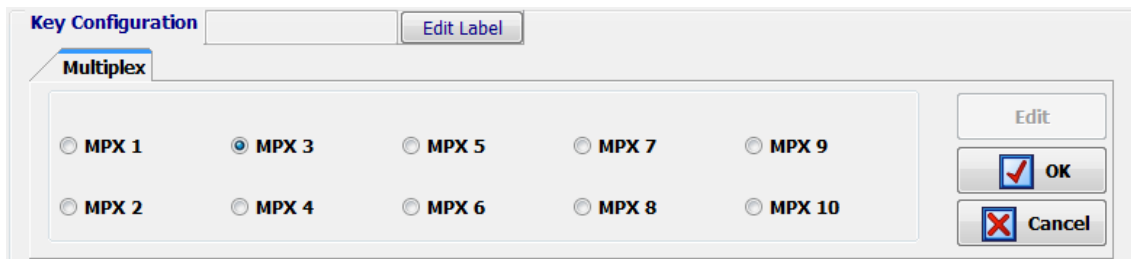 Key Configuration Edit Label
Multiplex
MPX 1 MPX 3 MPX 5 MPX 7 MPX 9
MPX 2 MPX 4 MPX 6 MPX 8 MPX 10
Edit
OK
Cancel